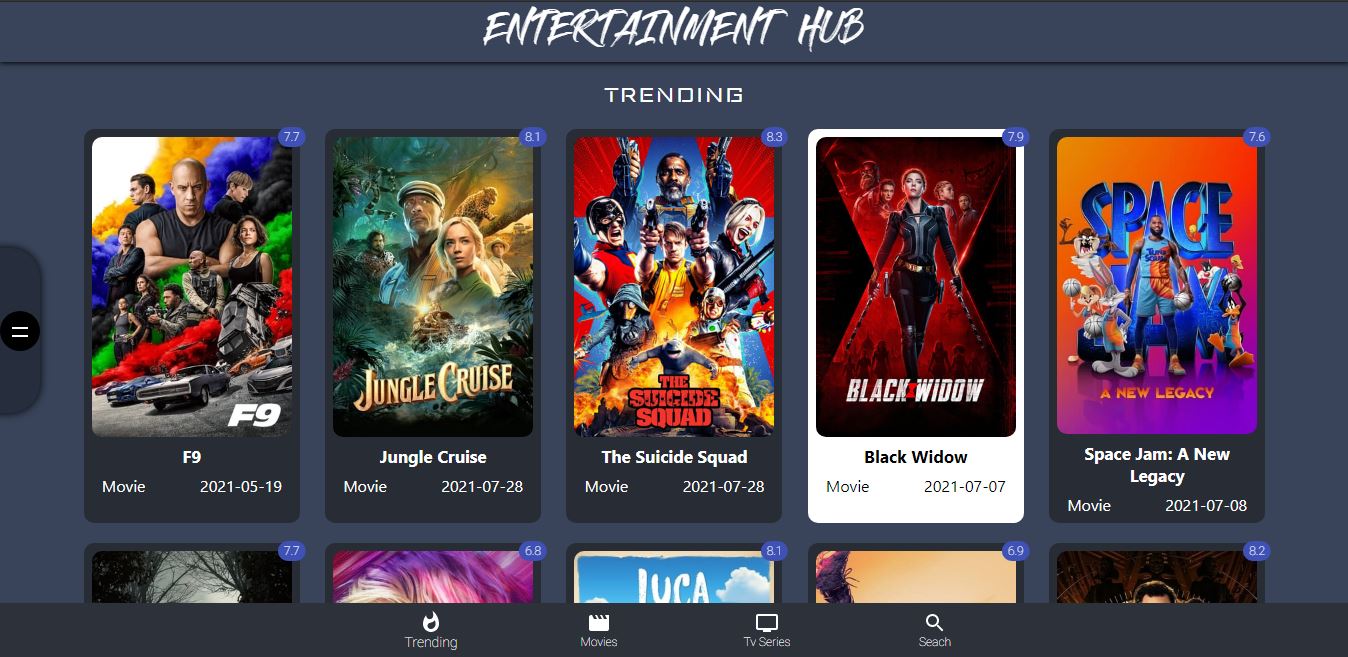 ENTERTAINMENT HUB
TRENDING
7.7
8.1
8.3
7.9
7.6
F9
JUNGLE CRUISE
THE
SUICIDE
SQUAD
BLACK WIDOW
SPACE
JAM
TUNE
SQUAD
A NEW LEGACY
F9
Jungle Cruise
The Suicide Squad
Black Widow
Space Jam: A New
Legacy
Movie 2021-05-19
Movie 2021-07-28
Movie 2021-07-28
Movie 2021-07-07
Movie 2021-07-08
7.7
6.8
8.1
6.9
8.2
LUCA
Trending
Movies
Tv Series
Seach